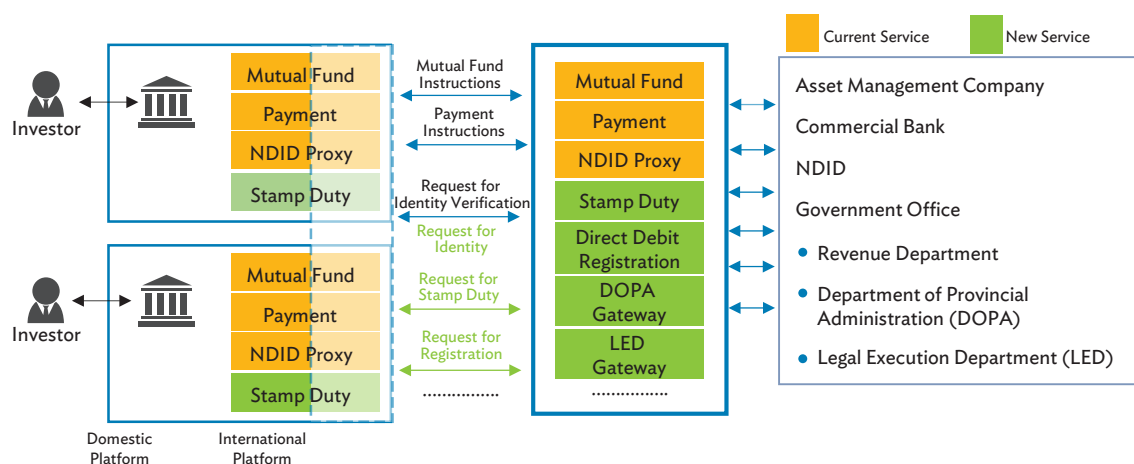 Current Service
New Service
Investor
Mutual Fund
Payment
NDID Proxy
Stamp Duty
Investor
Mutual Fund
Payment
NDID Proxy
Stamp Duty
Domestic
Platform
International
Platform
Mutual Fund
Instructions
Payment
Instructions
Request for
Identity Verification
Request for
Identity
Request for
Stamp Duty
Request for
Registration
................
Mutual Fund
Payment
NDID Proxy
Stamp Duty
Direct Debit
Registration
DOPA
Gateway
LED
Gateway
................
Asset Management Company
Commercial Bank
NDID
Government Office
• Revenue Department
• Department of Provincial
Administration (DOPA)
• Legal Execution Department (LED)